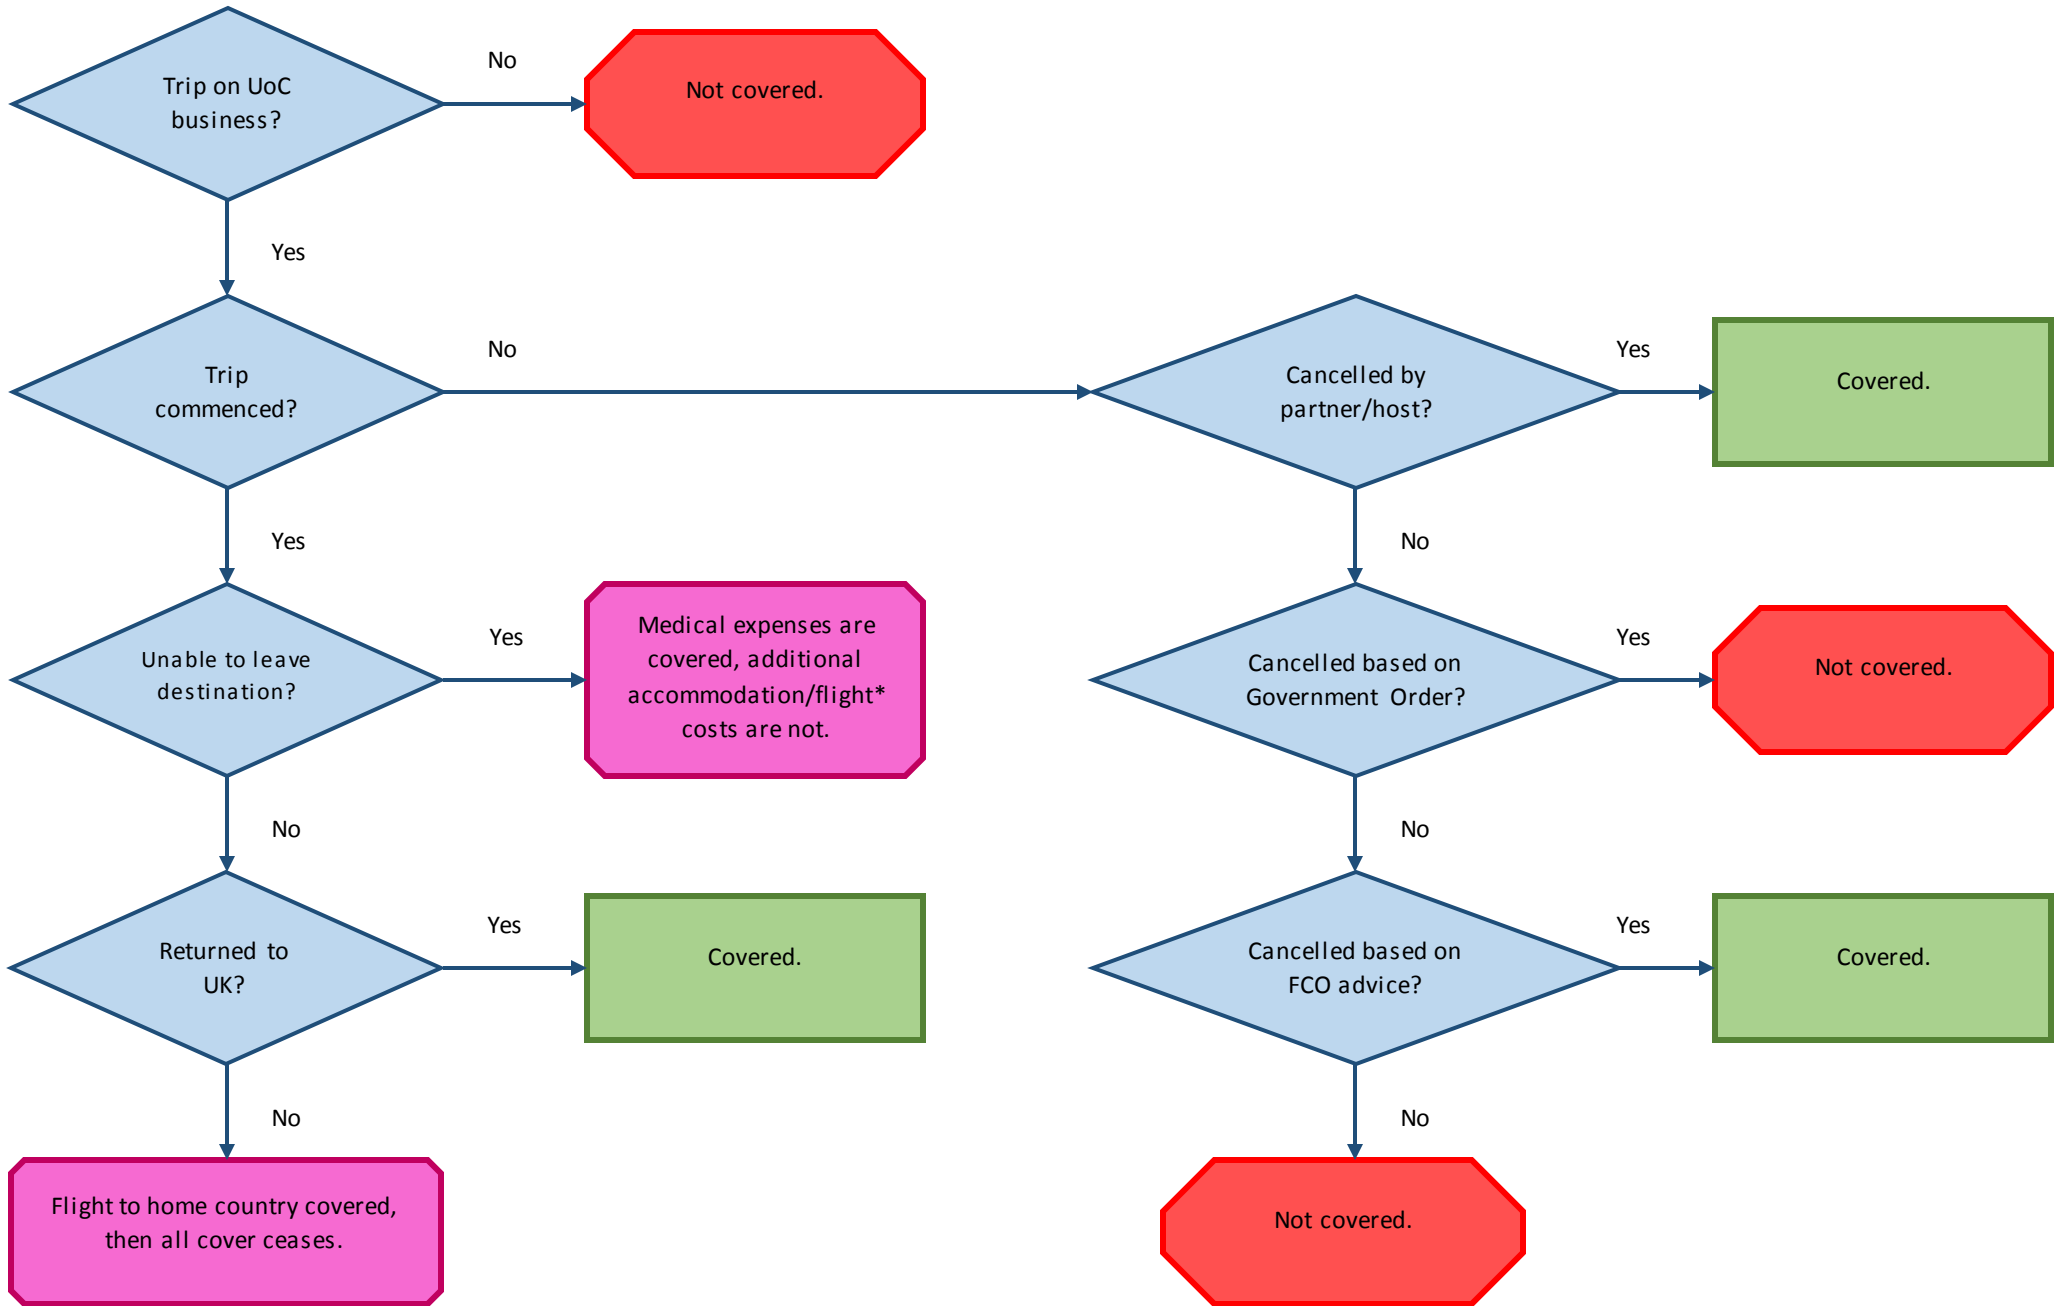 Trip on UoC
business?
No
Not covered.
Yes
Trip
commenced?
No
Cancelled by
partner/host?
Yes
Covered.
Yes
No
Unable to leave
destination?
Yes
Medical expenses are
covered, additional
accommodation/flight*
costs are not.
Cancelled based on
Government Order?
Yes
Not covered.
No
No
Returned to
UK?
Yes
Covered.
Cancelled based on
FCO advice?
Yes
Covered.
No
No
Flight to home country covered,
then all cover ceases.
Not covered.